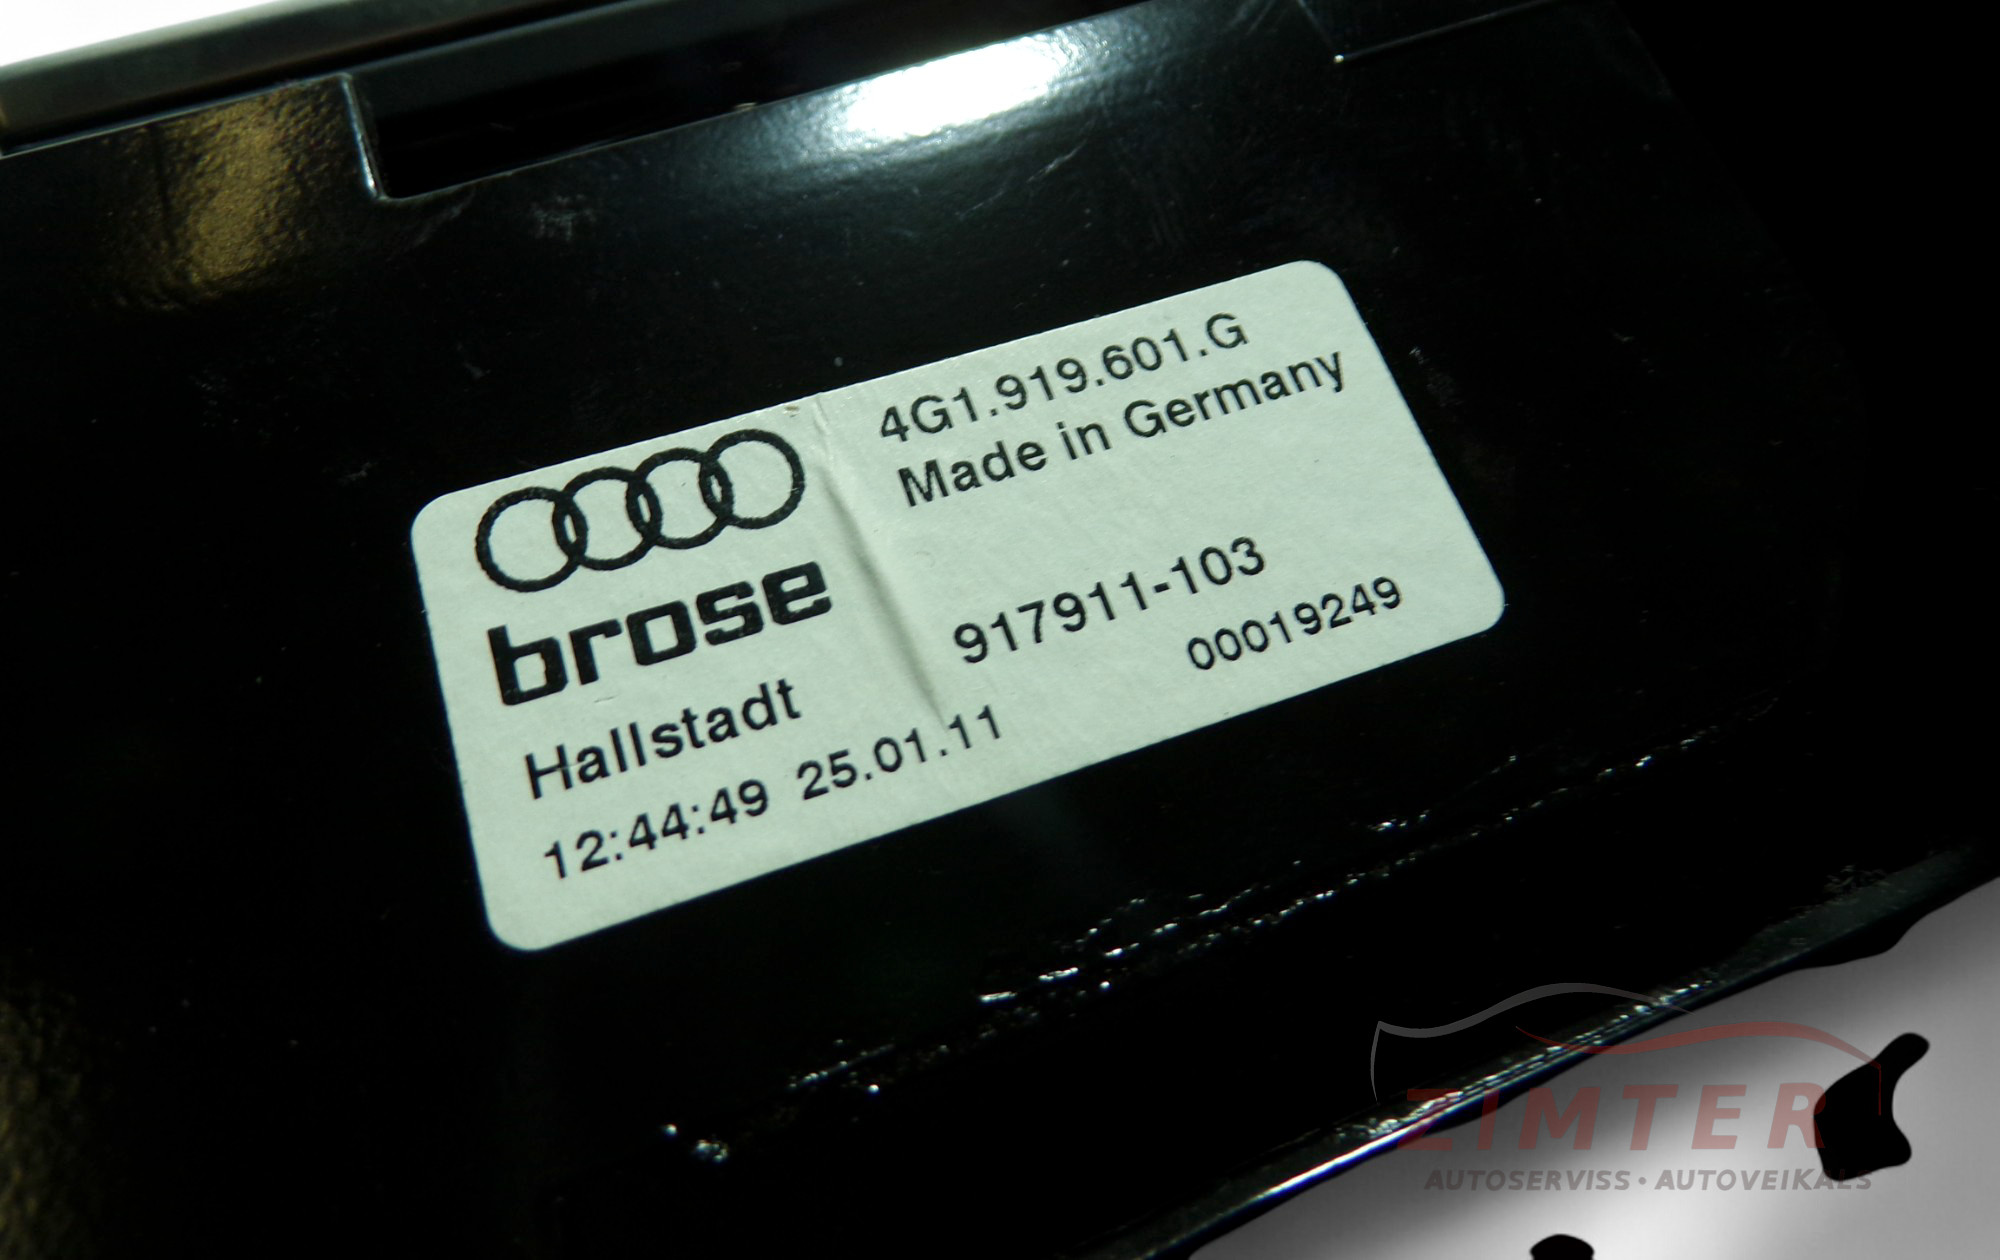 4G1.919.601.G
Made in Germany
brose
917911-103
00019249
Hallstadt
12:44:49 25.01.11
ZIMTER
AUTOSERVISS • AUTOVEIKALS